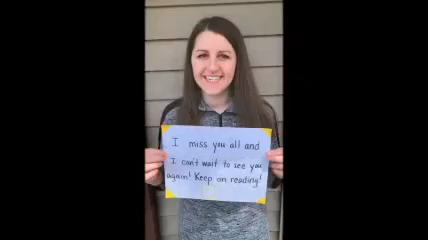 I miss you all and
I can't wait to see you
again! Keep on reading!